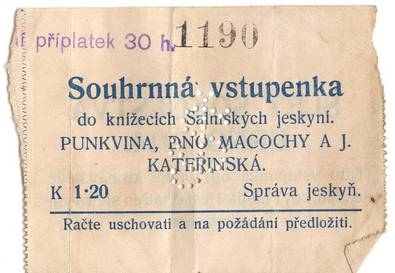 příplatek 30 h.
1190
Souhrnná vstupenka
do knížecích Salmských jeskyní.
PUNKVINA, DNO MACOCHY A J.
KATEŘINSKÁ.
K 1·20 Správa jeskyň.
Račte uschovati a na požádání předložiti.